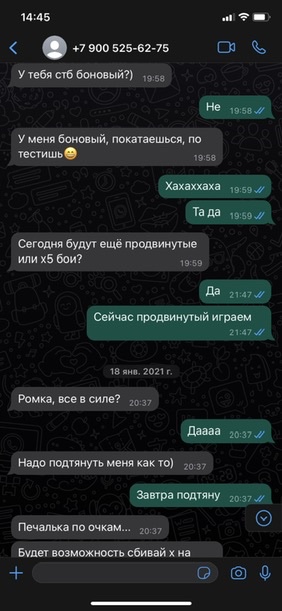 14:45
+7 900 525-62-75
У тебя стб боновый?)
19:58
Не
19:58
У меня боновый, покатаешься, по
тестишь😄
19:58
Хахаххаха
19:59
Та да
19:59
Сегодня будут ещё продвинутые
или х5 бои?
19:59
Да
21:47
Сейчас продвинутый играем
21:47
18 янв. 2021 г.
Ромка, все в силе?
20:37
Даааа
20:37
Надо подтянуть меня как то)
20:37
Завтра подтяну
20:37
Печалька по очкам...
20:37
Будет возможность сбивай х на